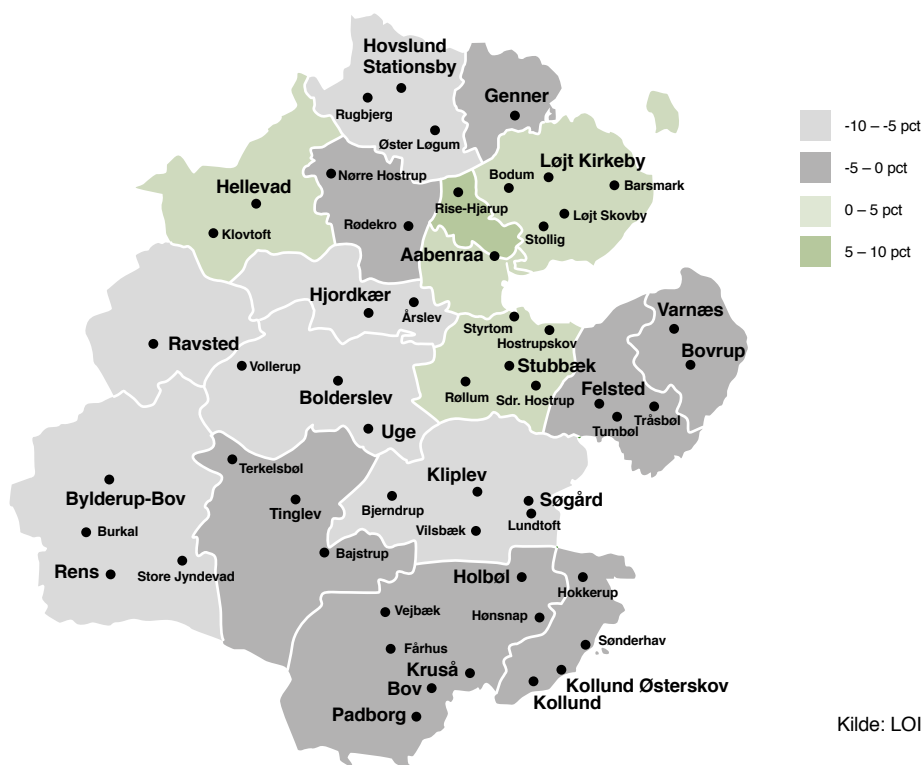 Hovslund
Stationsby
Rugbjerg
Øster Løgum
Genner
Nørre Hostrup
Hellevad
Klovtoft
Rødekro
Rise-Hjarup
Bodum
Løjt Kirkeby
Barsmark
Løjt Skovby
Stollig
Aabenraa
Hjordkær
Årslev
Ravsted
Vollerup
Bolderslev
Uge
Styrtom
Hostrupskov
Stubbæk
Røllum
Sdr. Hostrup
Varnæs
Bovrup
Felsted
Tråsbøl
Tumbøl
Terkelsbøl
Tinglev
Bajstrup
Bylderup-Bov
Burkal
Rens
Store Jyndevad
Kliplev
Bjerndrup
Vilsbæk
Søgård
Lundtoft
Holbøl
Hokkerup
Vejbæk
Hønsnap
Fårhus
Sønderhav
Kruså
Bov
Padborg
Kollund Østerskov
Kollund
-10 – -5 pct
-5 – 0 pct
0 – 5 pct
5 – 10 pct
Kilde: LOI